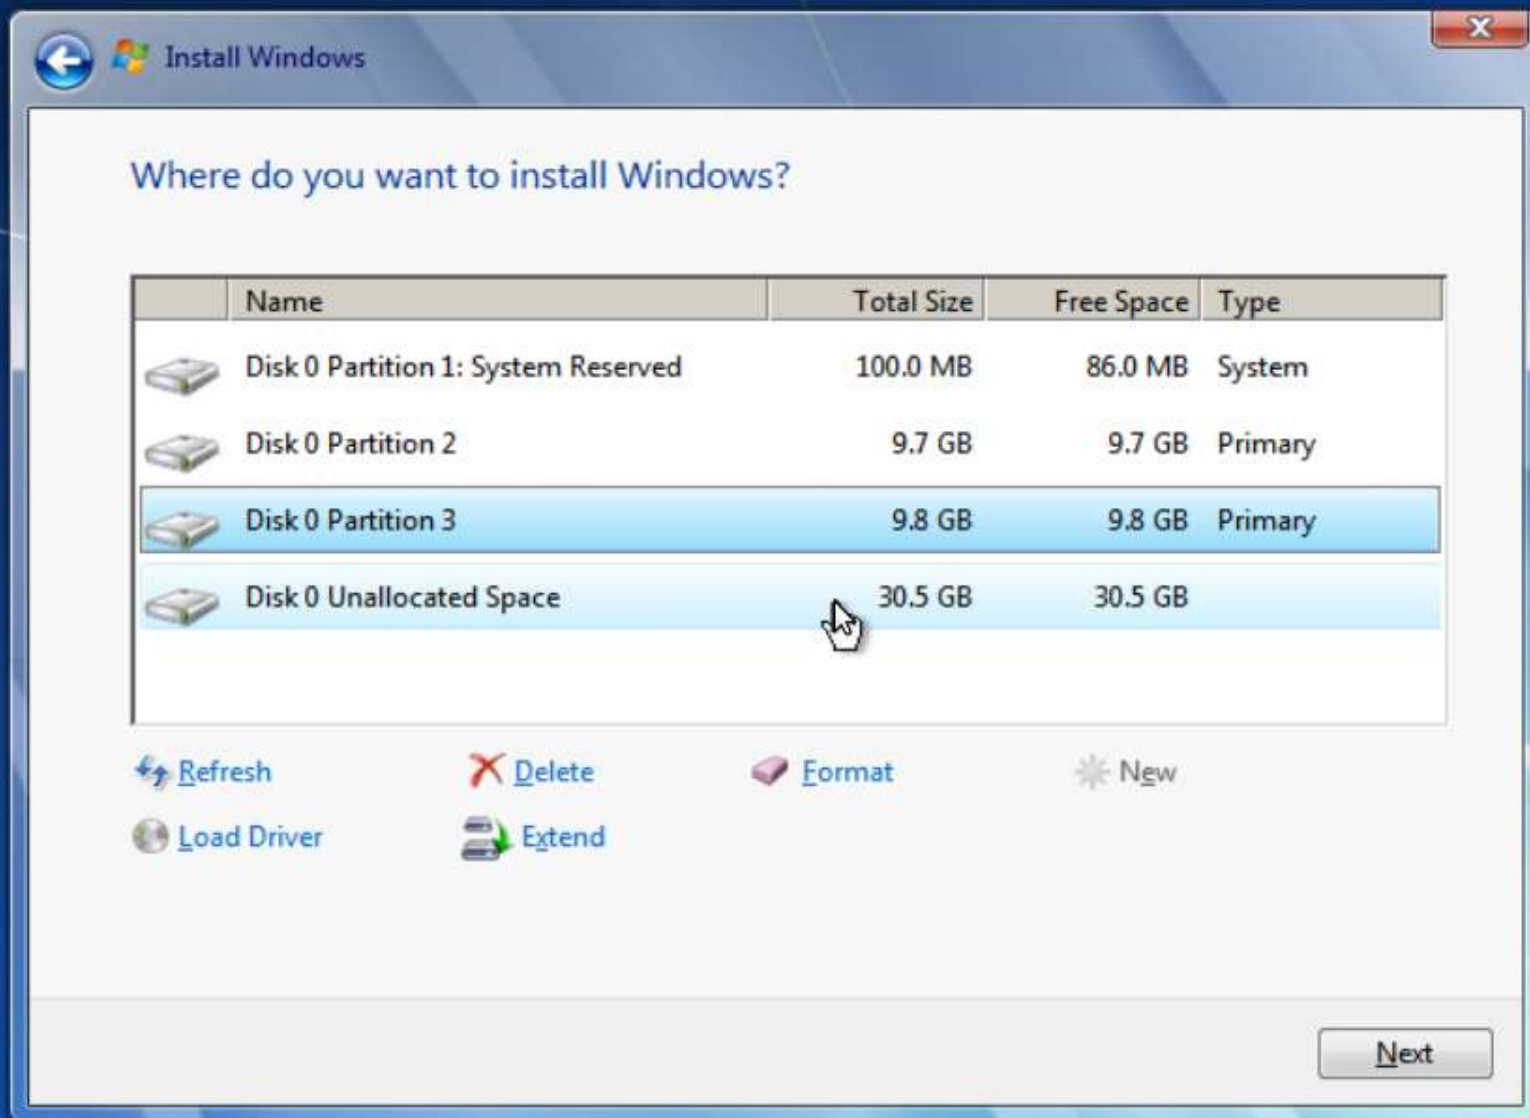 Install Windows
Where do you want to install Windows?
Name Total Size Free Space Type
Disk 0 Partition 1: System Reserved 100.0 MB 86.0 MB System
Disk 0 Partition 2 9.7 GB 9.7 GB Primary
Disk 0 Partition 3 9.8 GB 9.8 GB Primary
Disk 0 Unallocated Space 30.5 GB 30.5 GB
Refresh Delete Format New
Load Driver Extend
Next